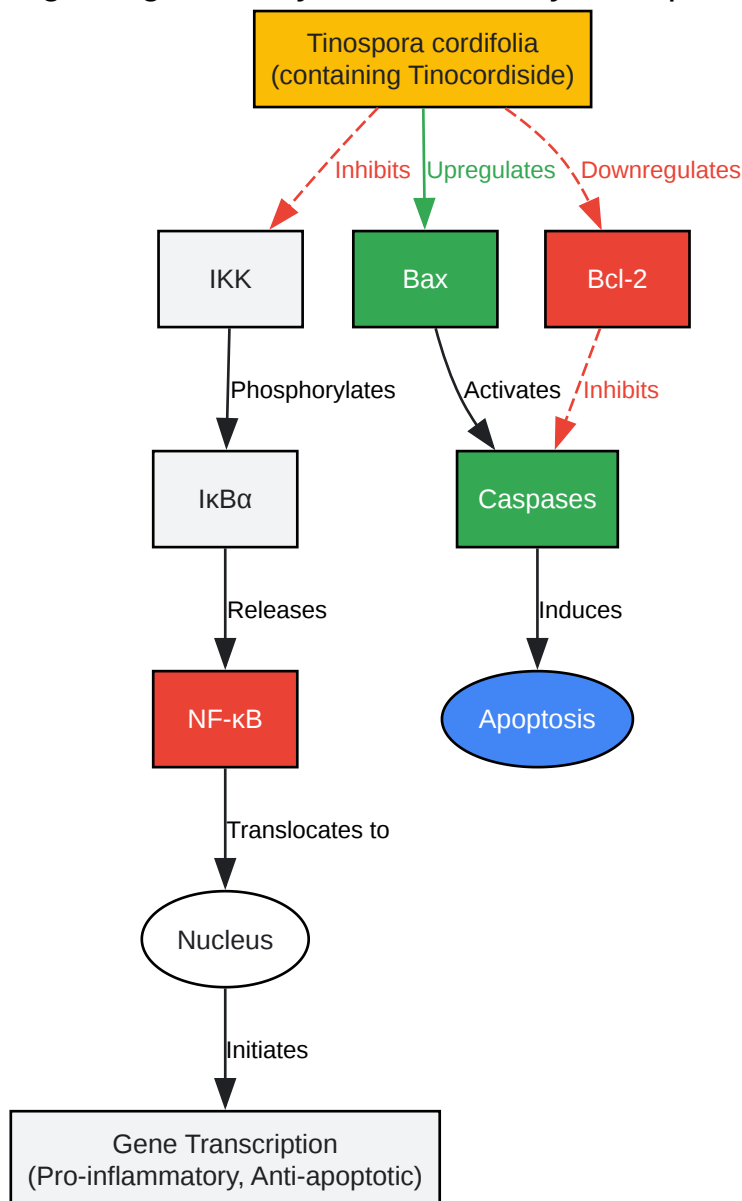 Tinospora cordifolia
(containing Tinocordiside)
Inhibits
Upregulates
Downregulates
IKK
Bax
Bcl-2
Phosphorylates
Activates
Inhibits
IκBα
Caspases
Releases
Induces
NF-κB
Apoptosis
Translocates to
Nucleus
Initiates
Gene Transcription
(Pro-inflammatory, Anti-apoptotic)